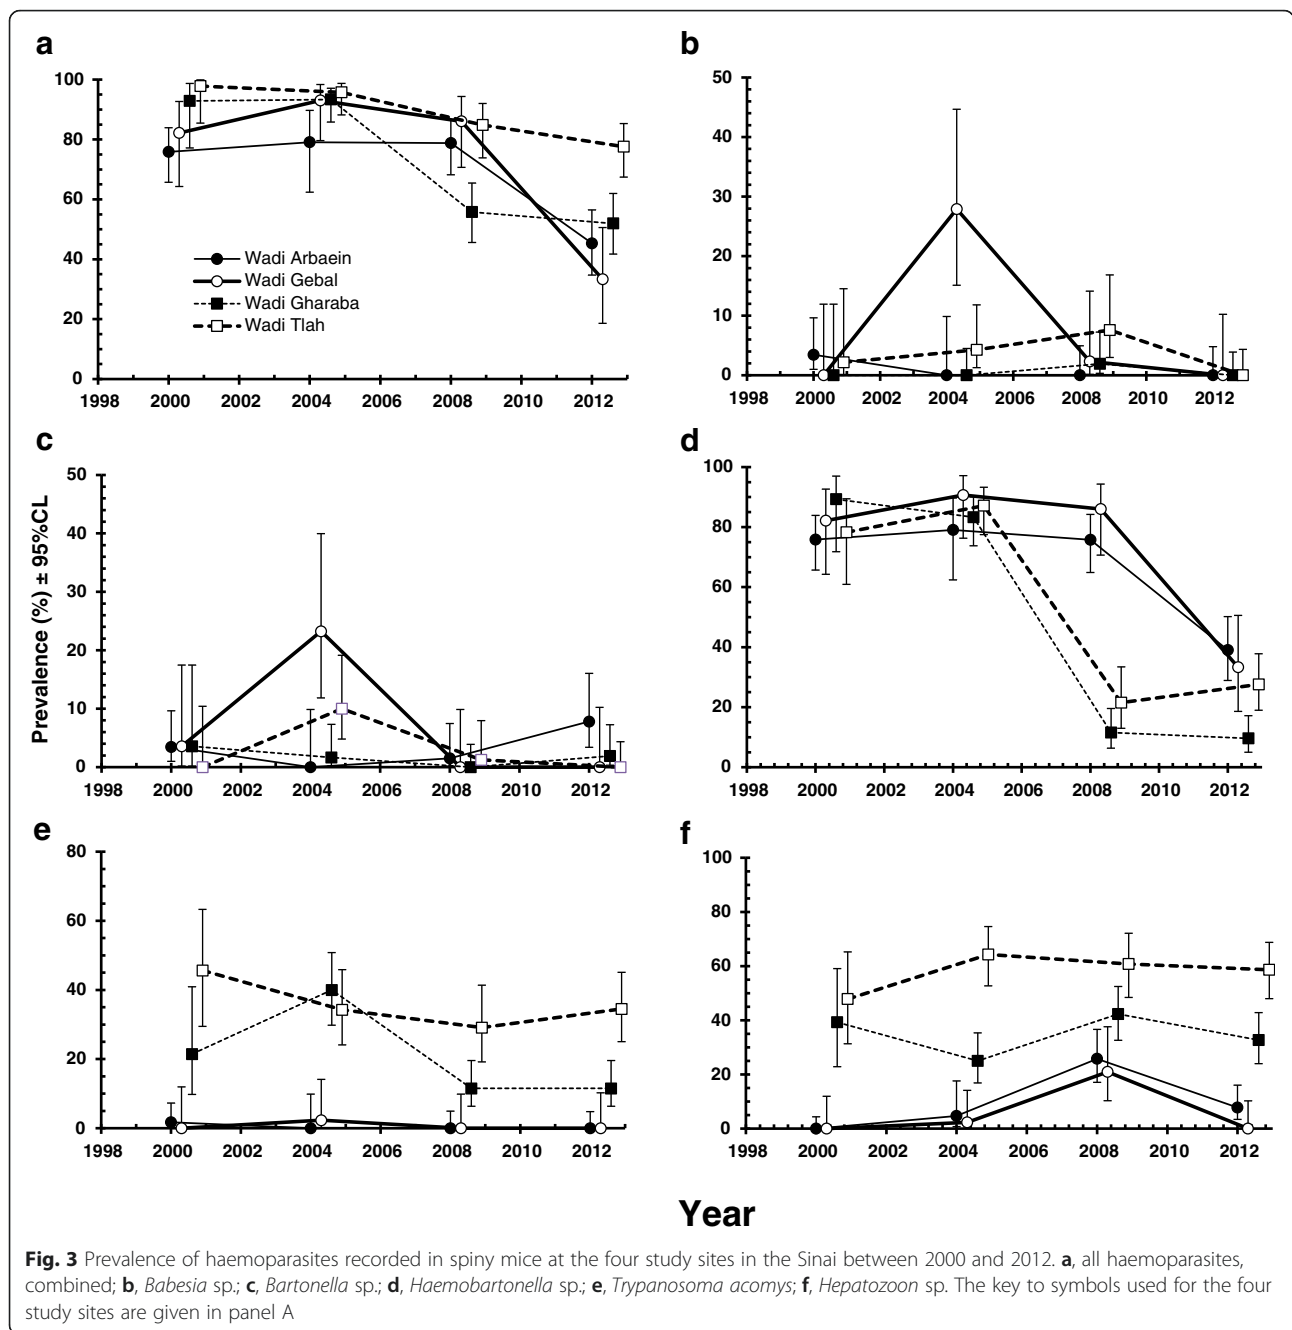 a
100
80
60
40
20
0
Wadi Arbaein
Wadi Gebal
Wadi Gharaba
Wadi Tlah
1998 2000 2002 2004 2006 2008 2010 2012
b
50
40
30
20
10
0
1998 2000 2002 2004 2006 2008 2010 2012
c
50
40
30
20
10
0
1998 2000 2002 2004 2006 2008 2010 2012
Prevalence (%) ± 95%CL
d
100
80
60
40
20
0
1998 2000 2002 2004 2006 2008 2010 2012
e
80
60
40
20
0
1998 2000 2002 2004 2006 2008 2010 2012
f
100
80
60
40
20
0
1998 2000 2002 2004 2006 2008 2010 2012
Year
Fig. 3 Prevalence of haemoparasites recorded in spiny mice at the four study sites in the Sinai between 2000 and 2012. a, all haemoparasites,
combined; b, Babesia sp.; c, Bartonella sp.; d, Haemobartonella sp.; e, Trypanosoma acomys; f, Hepatozoon sp. The key to symbols used for the four
study sites are given in panel A